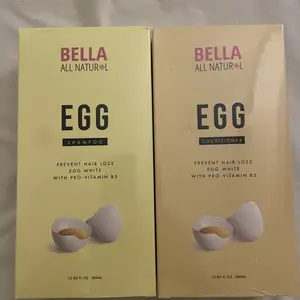 BELLA
ALL NATUR*L
EGG
SHAMPOO
PREVENT HAIR LOSS
EGG WHITE
WITH PRO-VITAMIN B5
BELLA
ALL NATUR*L
EGG
CONDITIONER
PREVENT HAIR LOSS
EGG WHITE
WITH PRO-VITAMIN B5